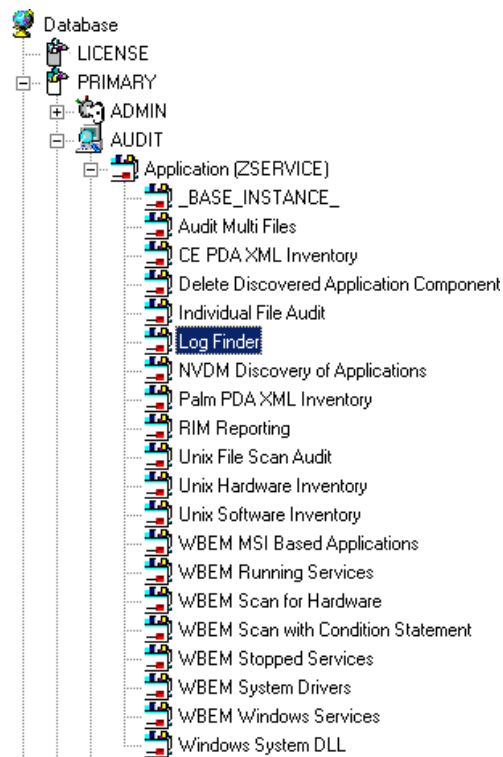 Database
LICENSE
PRIMARY
ADMIN
AUDIT
Application (ZSERVICE)
_BASE_INSTANCE_
Audit Multi Files
CE PDA XML Inventory
Delete Discovered Application Component
Individual File Audit
Log Finder
NVDM Discovery of Applications
Palm PDA XML Inventory
RIM Reporting
Unix File Scan Audit
Unix Hardware Inventory
Unix Software Inventory
WBEM MSI Based Applications
WBEM Running Services
WBEM Scan for Hardware
WBEM Scan with Condition Statement
WBEM Stopped Services
WBEM System Drivers
WBEM Windows Services
Windows System DLL